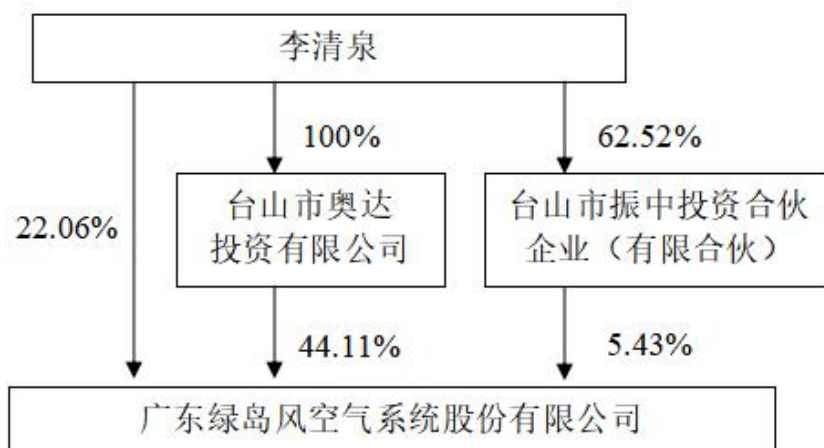 李清泉
100%
62.52%
22.06%
台山市奥达
投资有限公司
台山市振中投资合伙
企业（有限合伙）
44.11%
5.43%
广东绿岛风空气系统股份有限公司